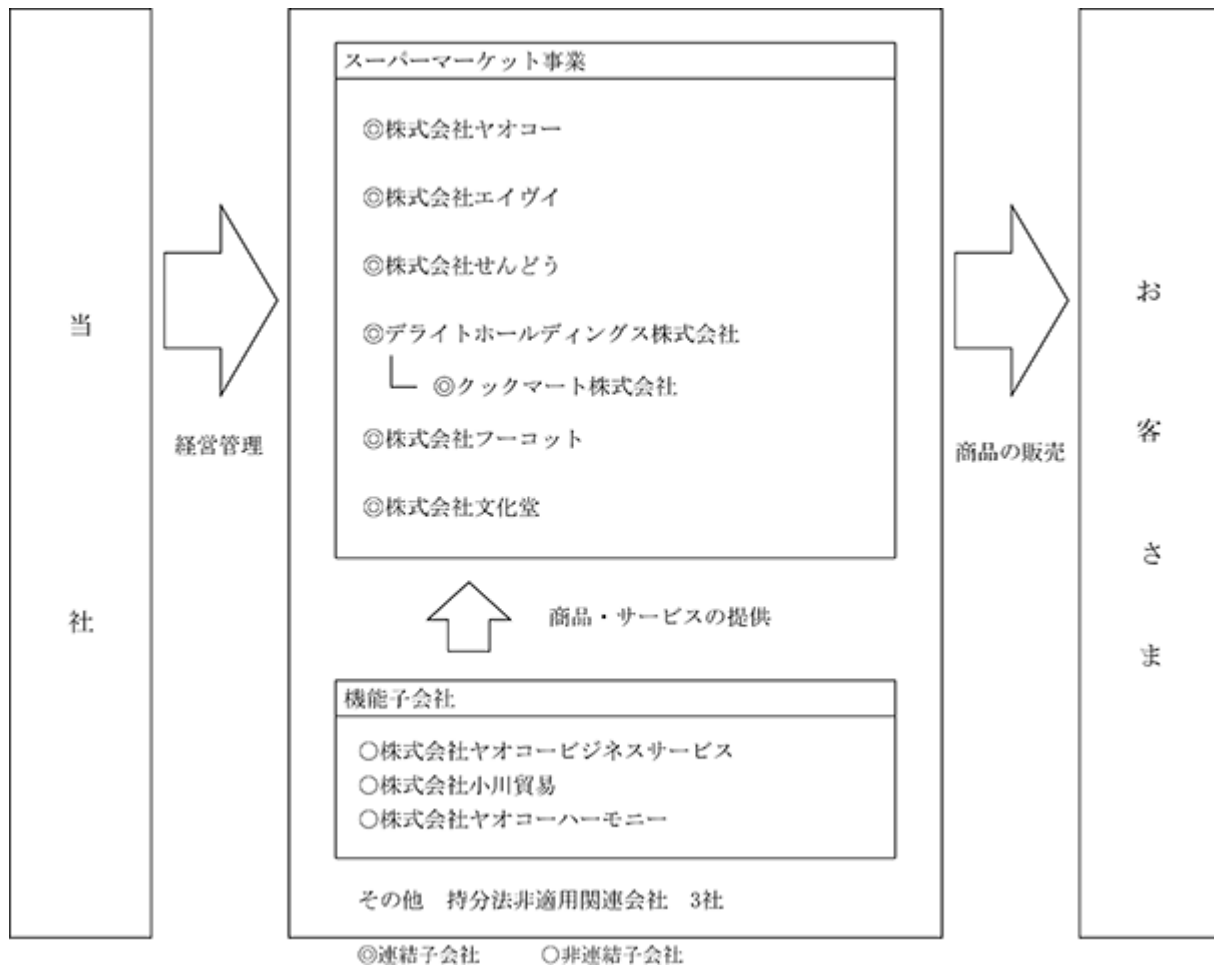 当社
経営管理
スーパーマーケット事業
◎株式会社ヤオコー
◎株式会社エイヴイ
◎株式会社せんどう
◎デライトホールディングス株式会社
◎クックマート株式会社
◎株式会社フーコット
◎株式会社文化堂
商品・サービスの提供
機能子会社
○株式会社ヤオコービジネスサービス
○株式会社小川貿易
○株式会社ヤオコーハーモニー
その他 持分法非適用関連会社 3社
◎連結子会社 ○非連結子会社
商品の販売
お客さま